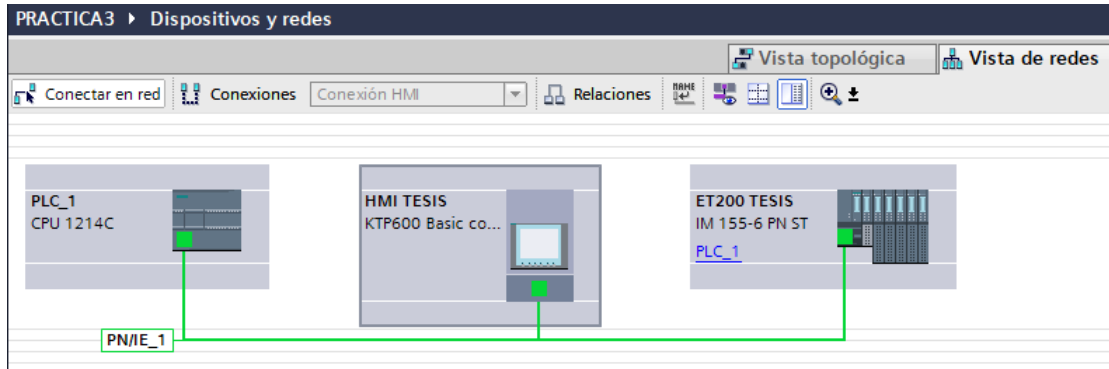 PRACTICA3 ▸ Dispositivos y redes
Vista topológica
Vista de redes
Conectar en red
Conexiones
Conexión HMI
Relaciones
NAME
PLC_1
CPU 1214C
HMI TESIS
KTP600 Basic co...
ET200 TESIS
IM 155-6 PN ST
PLC_1
PN/IE_1